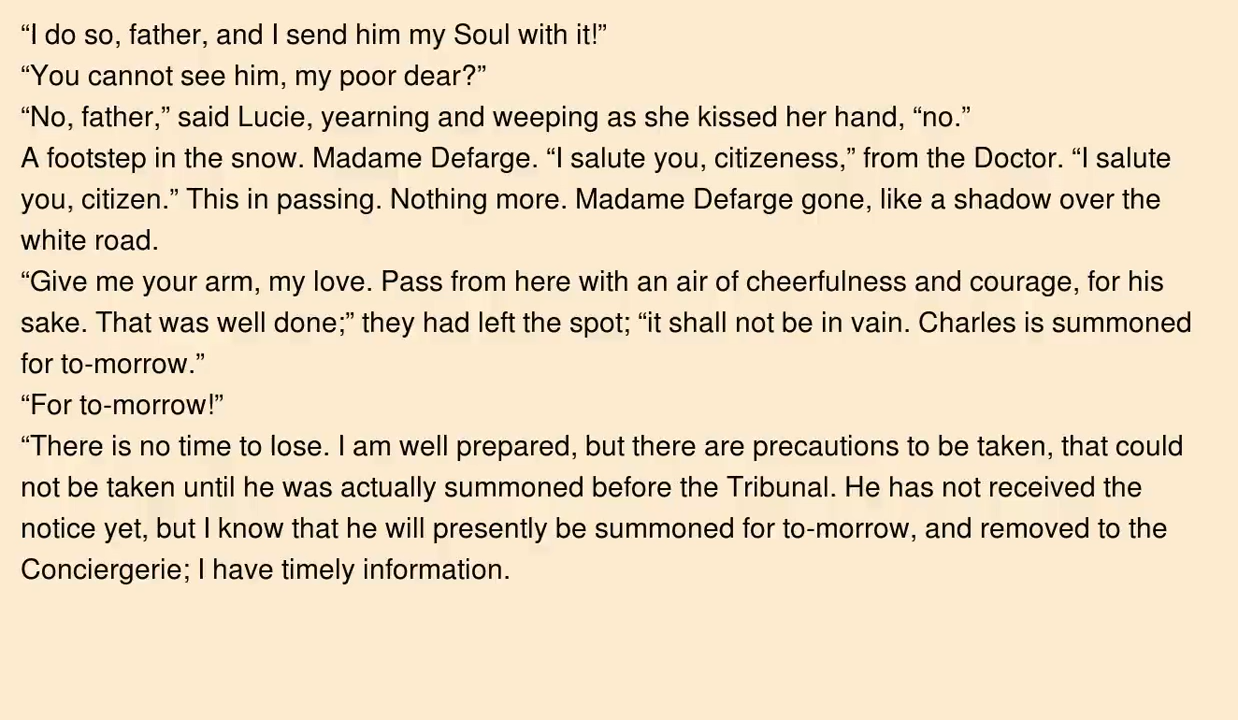 “I do so, father, and I send him my Soul with it!”
“You cannot see him, my poor dear?”
“No, father,” said Lucie, yearning and weeping as she kissed her hand, “no.”
A footstep in the snow. Madame Defarge. “I salute you, citizeness,” from the Doctor. “I salute
you, citizen.” This in passing. Nothing more. Madame Defarge gone, like a shadow over the
white road.
“Give me your arm, my love. Pass from here with an air of cheerfulness and courage, for his
sake. That was well done;” they had left the spot; “it shall not be in vain. Charles is summoned
for to-morrow.”
“For to-morrow!”
“There is no time to lose. I am well prepared, but there are precautions to be taken, that could
not be taken until he was actually summoned before the Tribunal. He has not received the
notice yet, but I know that he will presently be summoned for to-morrow, and removed to the
Conciergerie; I have timely information.